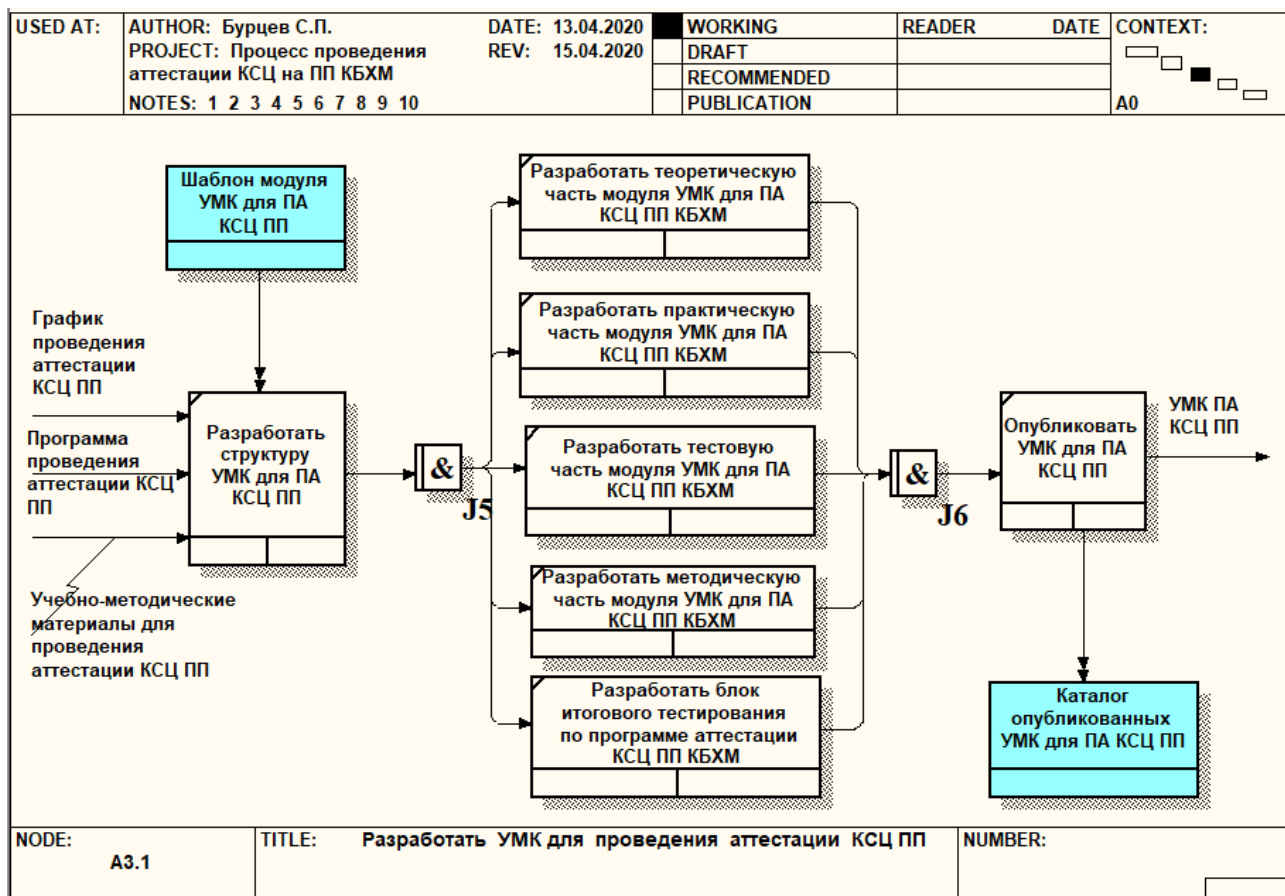 USED AT:
AUTHOR: Бурцев С.П.
DATE: 13.04.2020
PROJECT: Процесс проведения
аттестации КСЦ на ПП КБХМ
REV: 15.04.2020
NOTES: 1 2 3 4 5 6 7 8 9 10
WORKING
DRAFT
RECOMMENDED
PUBLICATION
READER
DATE
CONTEXT:
A0
Шаблон модуля
УМК для ПА
КСЦ ПП
График
проведения
аттестации
КСЦ ПП
Программа
проведения
аттестации КСЦ
ПП
Учебно-методические
материалы для
проведения
аттестации КСЦ ПП
Разработать
структуру
УМК для ПА
КСЦ ПП
&
J5
Разработать теоретическую
часть модуля УМК для ПА
КСЦ ПП КБХМ
Разработать практическую
часть модуля УМК для ПА
КСЦ ПП КБХМ
Разработать тестовую
часть модуля УМК для ПА
КСЦ ПП КБХМ
Разработать методическую
часть модуля УМК для ПА
КСЦ ПП КБХМ
Разработать блок
итогового тестирования
по программе аттестации
КСЦ ПП КБХМ
&
J6
Опубликовать
УМК для ПА
КСЦ ПП
УМК ПА
КСЦ ПП
Каталог
опубликованных
УМК для ПА КСЦ ПП
NODE:
A3.1
TITLE:
Разработать УМК для проведения аттестации КСЦ ПП
NUMBER: